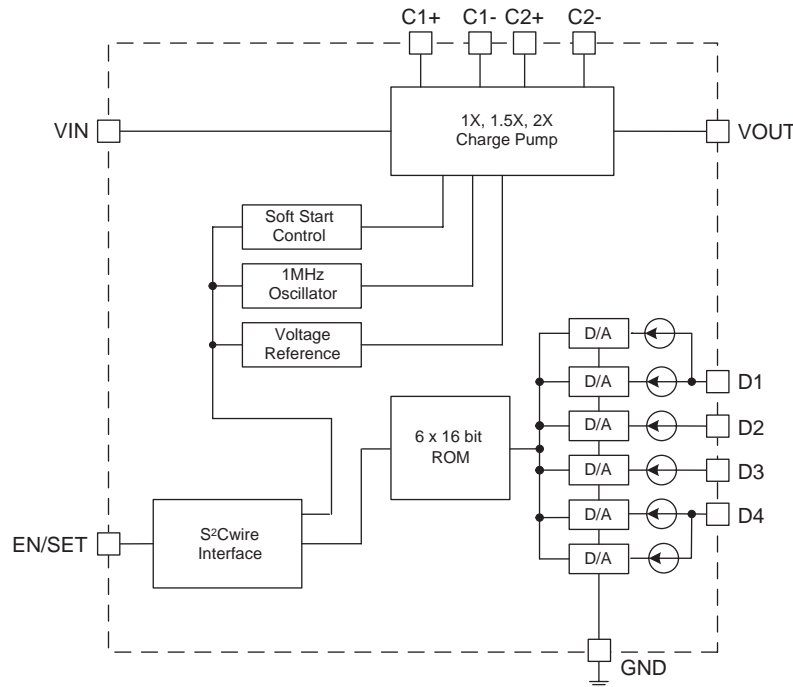 C1+ C1- C2+ C2-
VIN
1X, 1.5X, 2X
Charge Pump
VOUT
Soft Start
Control
1MHz
Oscillator
Voltage
Reference
D/A
D/A
D1
D/A
D2
6 x 16 bit
ROM
D/A
D3
D/A
D4
D/A
EN/SET
S²Cwire
Interface
GND